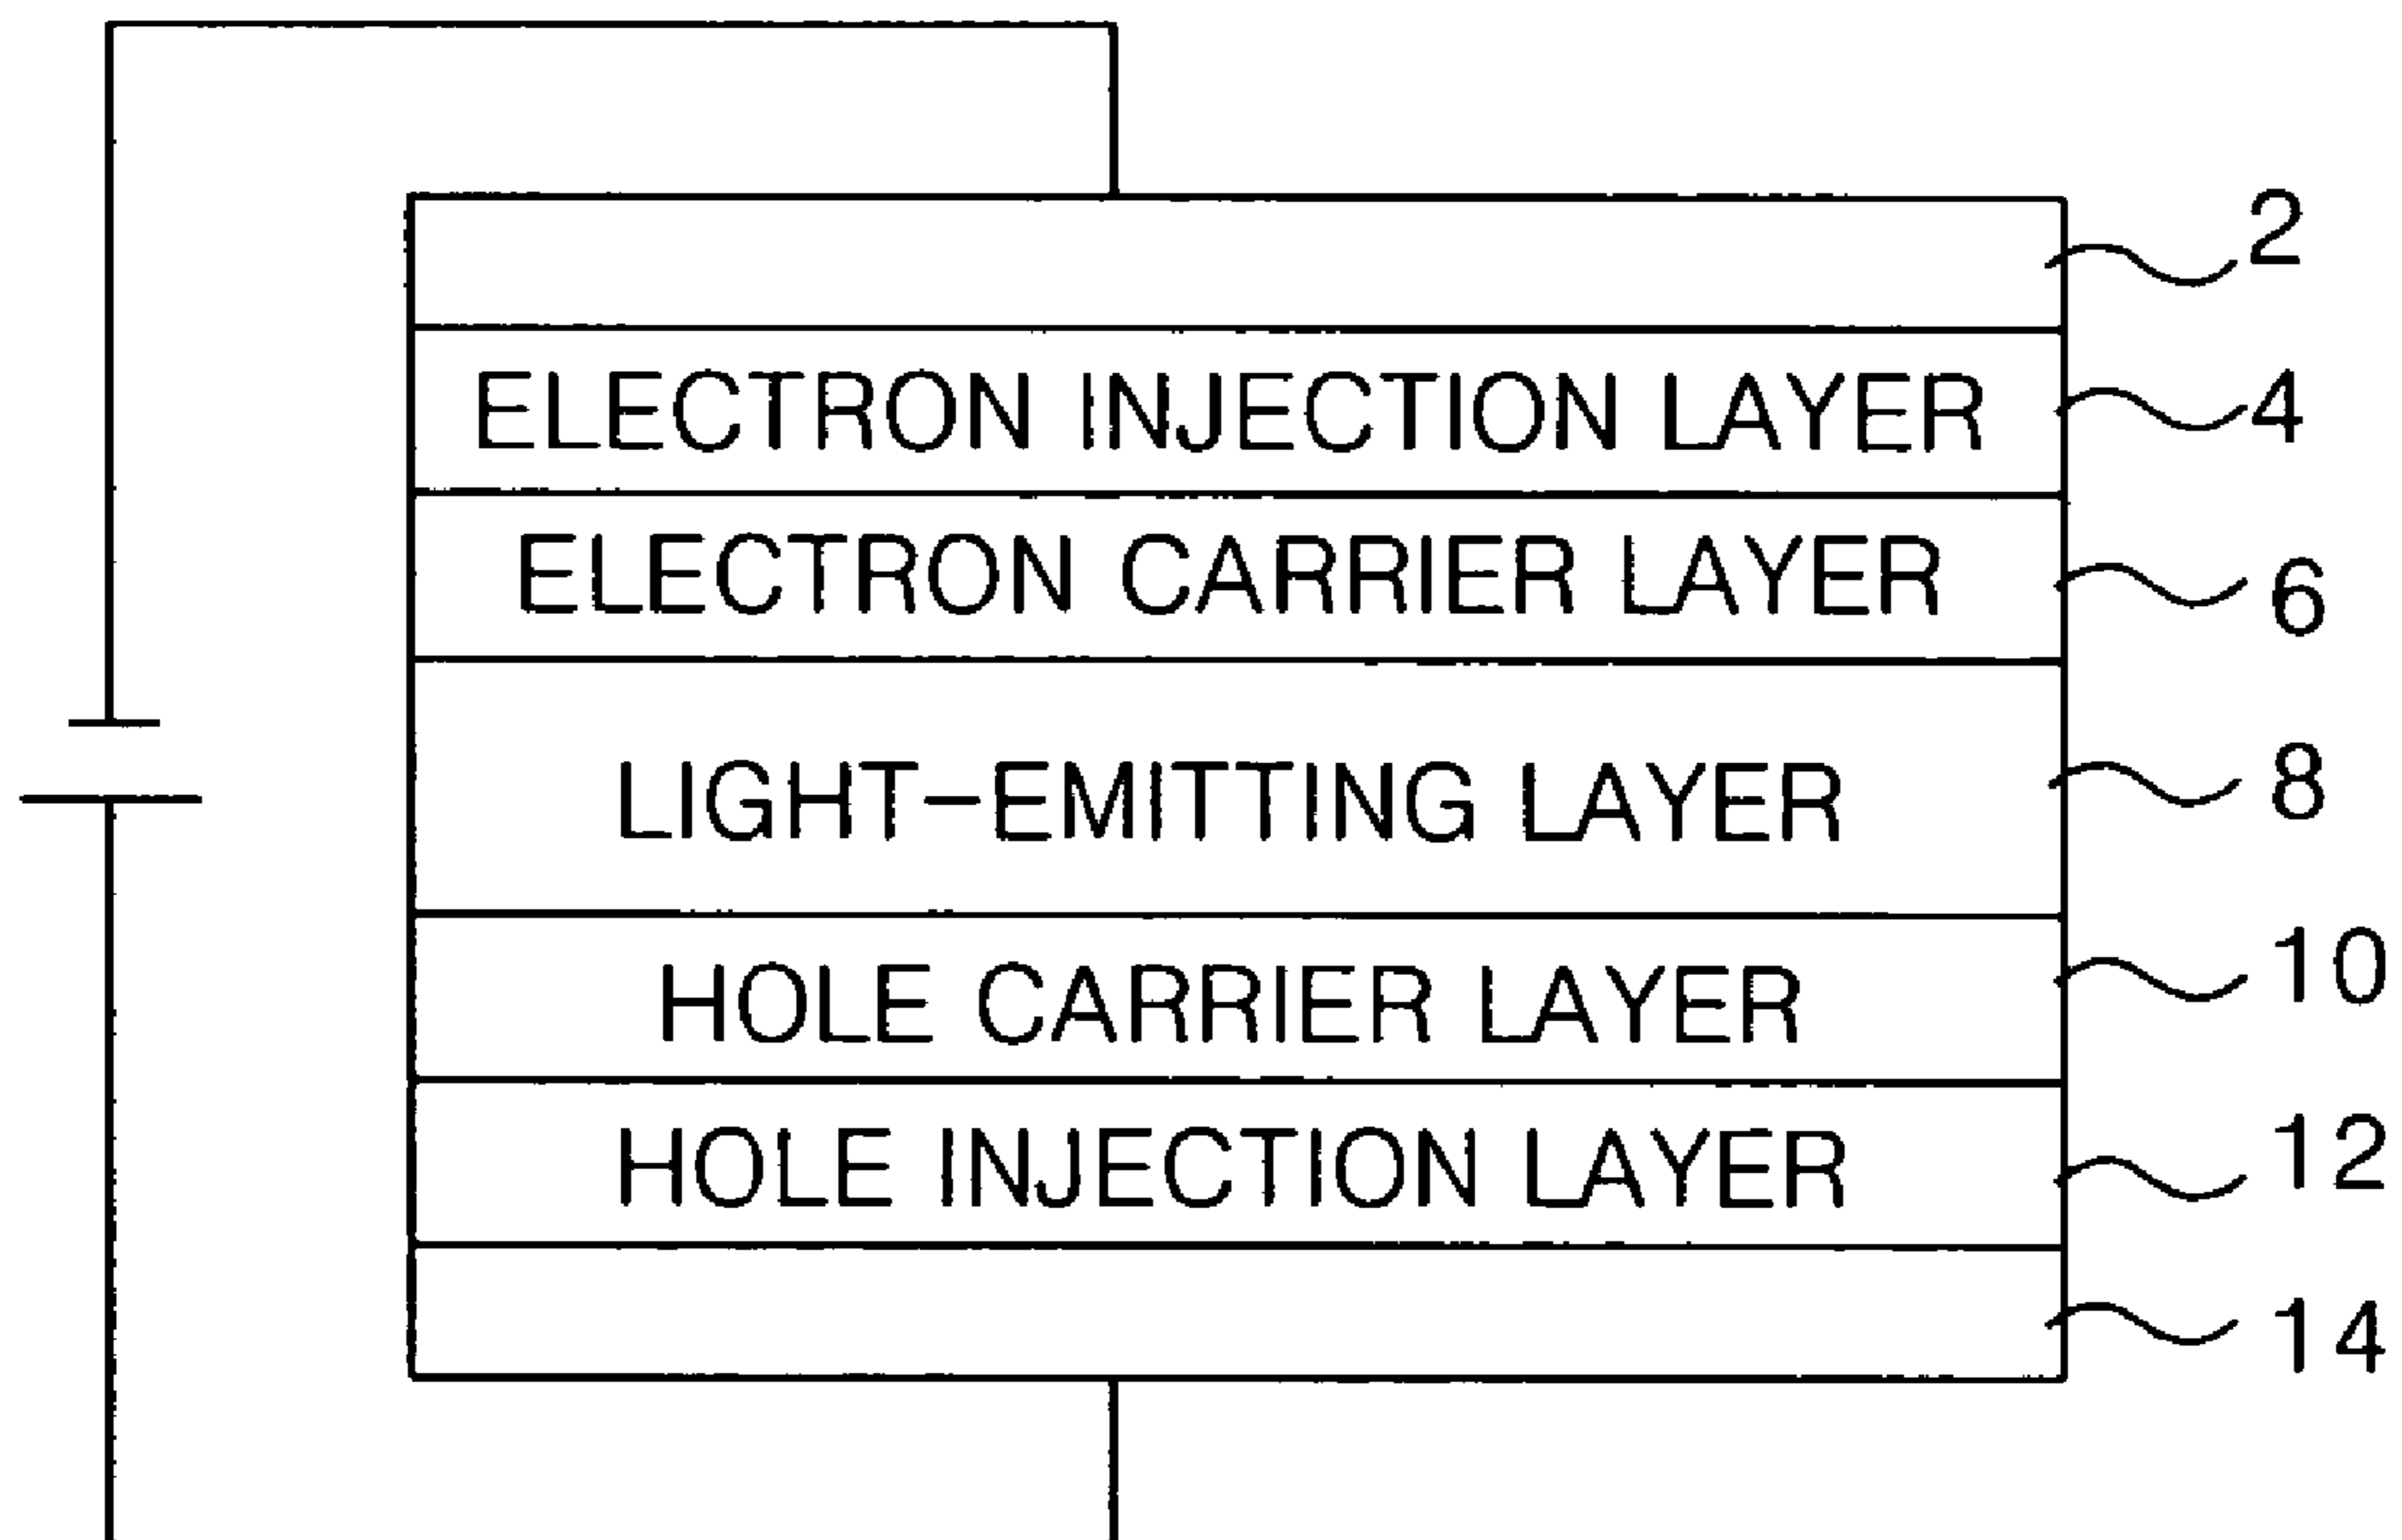 2
ELECTRON INJECTION LAYER 4
ELECTRON CARRIER LAYER 6
LIGHT-EMITTING LAYER 8
HOLE CARRIER LAYER 10
HOLE INJECTION LAYER 12
14